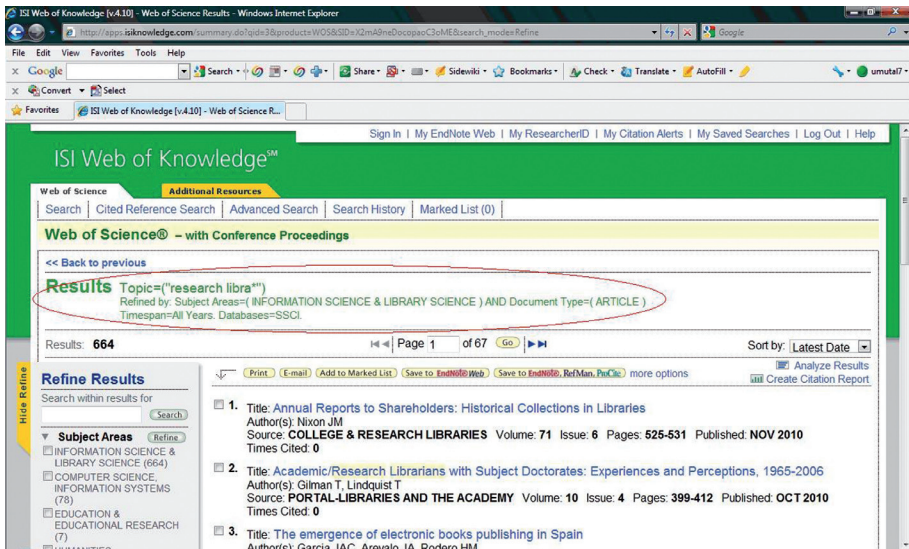 ISI Web of Knowledge [v.4.10] - Web of Science Results - Windows Internet Explorer
http://apps.isiknowledge.com/summary.do?qid=3&product=WOS&SID=X2mA9neDocopaoC3oME&search_mode=Refine
Google
File Edit View Favorites Tools Help
x Google Search Share Sidewiki Bookmarks Check Translate AutoFill umutal7
x Convert Select
Favorites ISI Web of Knowledge [v.4.10] - Web of Science R...
Sign In | My EndNote Web | My ResearcherID | My Citation Alerts | My Saved Searches | Log Out | Help
ISI Web of Knowledge℠
Web of Science Additional Resources
Search | Cited Reference Search | Advanced Search | Search History | Marked List (0) |
Web of Science® – with Conference Proceedings
<< Back to previous
Results Topic=("research libra*")
Refined by: Subject Areas=( INFORMATION SCIENCE & LIBRARY SCIENCE ) AND Document Type=( ARTICLE )
Timespan=All Years. Databases=SSCI.
Results: 664 Page 1 of 67 Go Sort by: Latest Date
Hide Refine
Refine Results
Search within results for
Search
Subject Areas Refine
INFORMATION SCIENCE &
LIBRARY SCIENCE (664)
COMPUTER SCIENCE,
INFORMATION SYSTEMS
(78)
EDUCATION &
EDUCATIONAL RESEARCH
(7)
HUMANITIES
Print E-mail Add to Marked List Save to EndNote Web Save to EndNote, RefMan, ProCite more options
Analyze Results
Create Citation Report
1. Title: Annual Reports to Shareholders: Historical Collections in Libraries
Author(s): Nixon JM
Source: COLLEGE & RESEARCH LIBRARIES Volume: 71 Issue: 6 Pages: 525-531 Published: NOV 2010
Times Cited: 0
2. Title: Academic/Research Librarians with Subject Doctorates: Experiences and Perceptions, 1965-2006
Author(s): Gilman T, Lindquist T
Source: PORTAL-LIBRARIES AND THE ACADEMY Volume: 10 Issue: 4 Pages: 399-412 Published: OCT 2010
Times Cited: 0
3. Title: The emergence of electronic books publishing in Spain
Author(s): Garcia JAC, Arevalo JA, Rodero HM